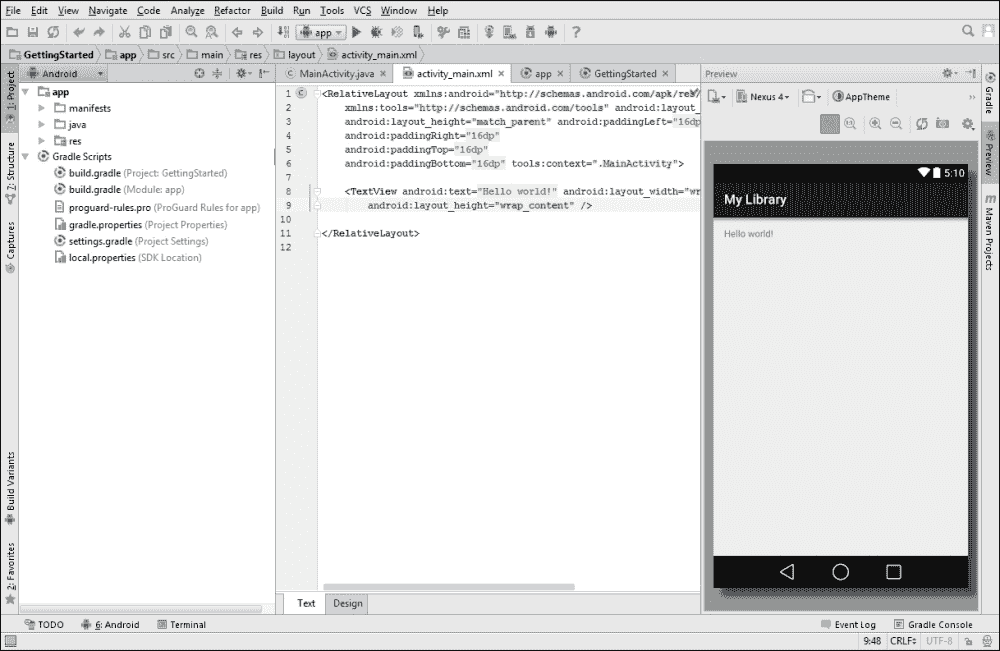 File Edit View Navigate Code Analyze Refactor Build Run Tools VCS Window Help
app
GettingStarted app src main res layout activity_main.xml
Android
MainActivity.java activity_main.xml app GettingStarted
Preview
1: Project
7: Structure
Captures
Build Variants
2: Favorites
app
manifests
java
res
Gradle Scripts
build.gradle (Project: GettingStarted)
build.gradle (Module: app)
proguard-rules.pro (ProGuard Rules for app)
gradle.properties (Project Properties)
settings.gradle (Project Settings)
local.properties (SDK Location)
1 <RelativeLayout xmlns:android="http://schemas.android.com/apk/res/
2 xmlns:tools="http://schemas.android.com/tools" android:layout_
3 android:layout_height="match_parent" android:paddingLeft="16dp
4 android:paddingRight="16dp"
5 android:paddingTop="16dp"
6 android:paddingBottom="16dp" tools:context=".MainActivity">
7
8 <TextView android:text="Hello world!" android:layout_width="wr
9 android:layout_height="wrap_content" />
10
11 </RelativeLayout>
12
Text Design
Nexus 4 AppTheme
1:1
5:10
My Library
Hello world!
Gradle
Preview
Maven Projects
TODO 6: Android Terminal Event Log Gradle Console
9:48 CRLF UTF-8